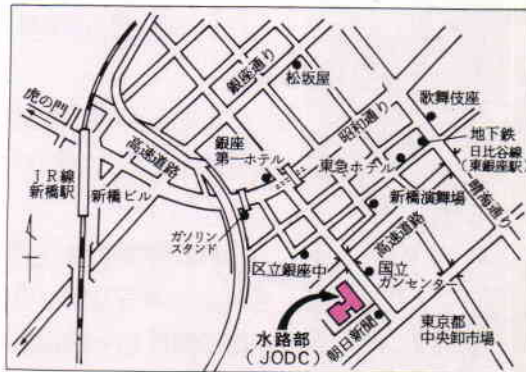 銀座通り
松坂屋
歌舞伎座
虎の門
昭和通り
地下鉄
日比谷線
(東銀座駅)
高速道路
銀座
第一ホテル
東急ホテル
晴海通り
JR線
新橋駅
新橋ビル
新橋演舞場
ガソリン
スタンド
高速道路
区立銀座中
国立
ガンセンター
水路部
(JODC)
朝日新聞
東京都
中央卸市場